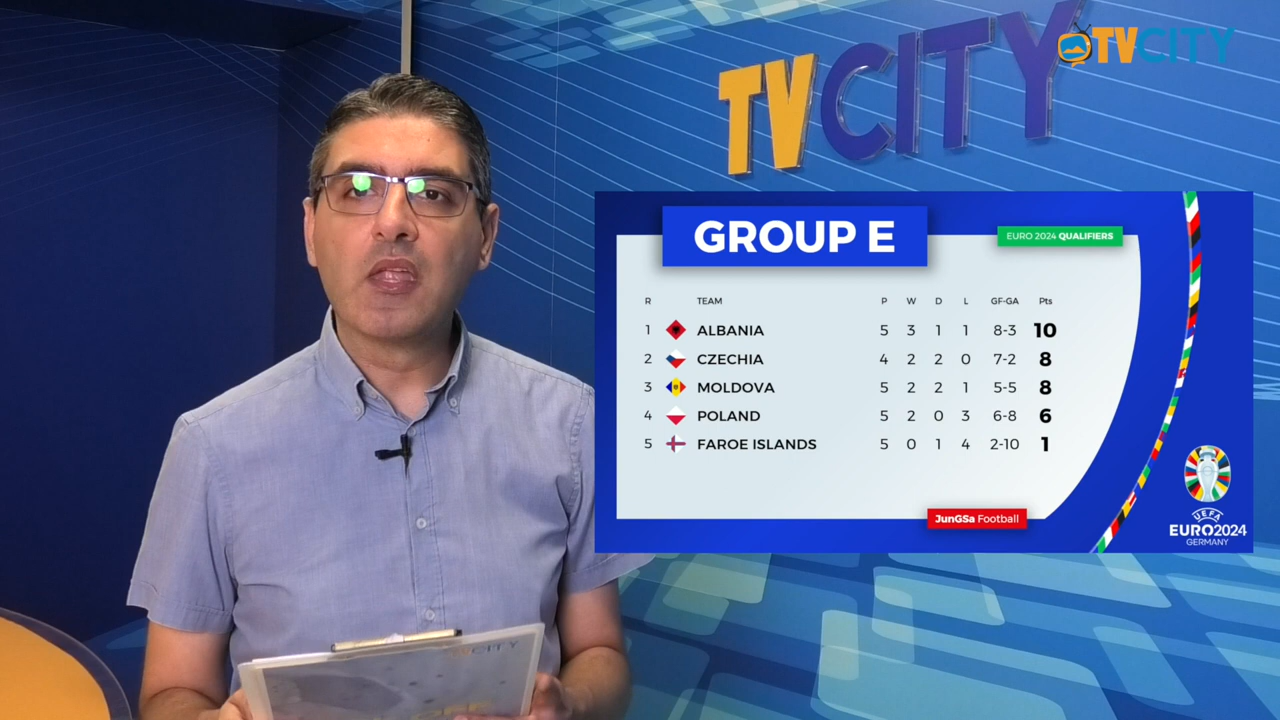 TVCITY
TVCITY
GROUP E
EURO 2024 QUALIFIERS
R TEAM P W D L GF-GA Pts
1 ALBANIA 5 3 1 1 8-3 10
2 CZECHIA 4 2 2 0 7-2 8
3 MOLDOVA 5 2 2 1 5-5 8
4 POLAND 5 2 0 3 6-8 6
5 FAROE ISLANDS 5 0 1 4 2-10 1
JunGSa Football
UEFA
EURO2024
GERMANY
TVCITY